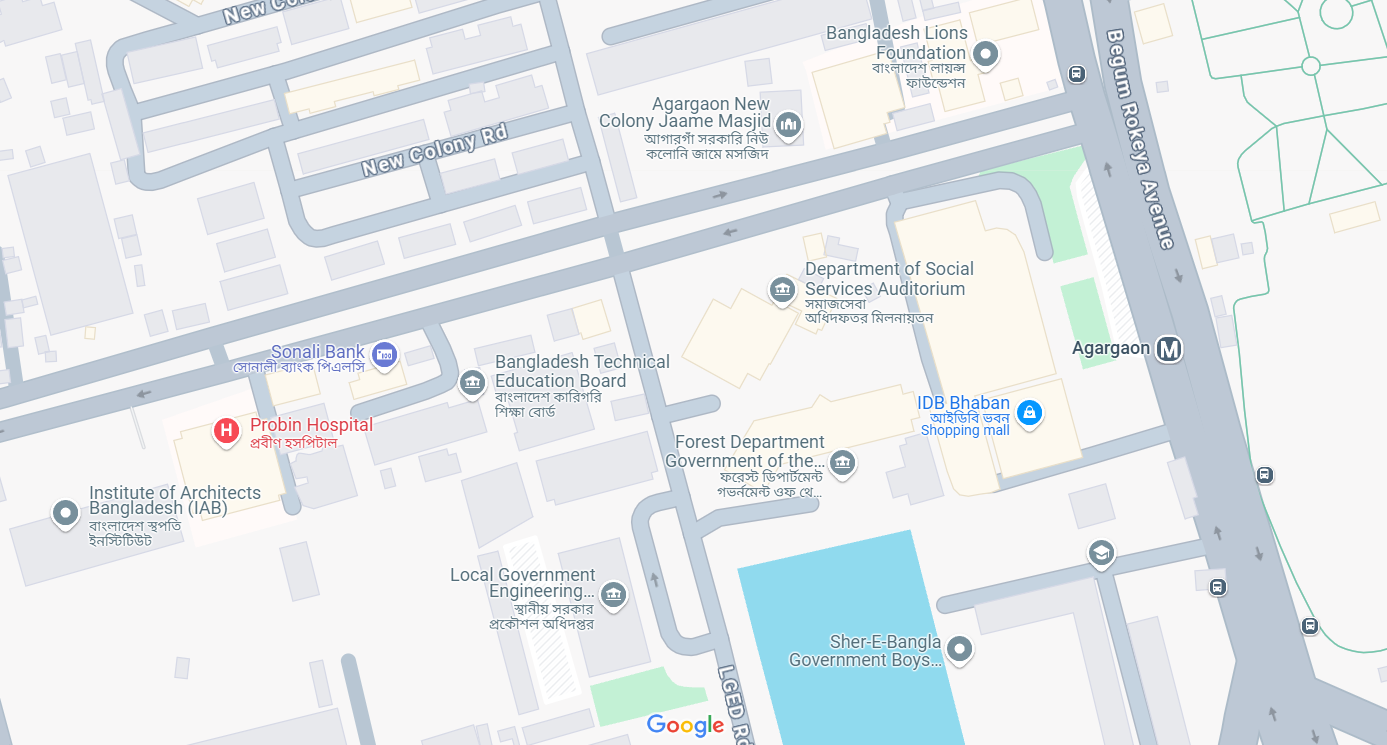 New Co
Bangladesh Lions
Foundation
বাংলাদেশ লায়ন্স
ফাউন্ডেশন
Begum Rokeya Avenue
Agargaon New
Colony Jaame Masjid
আগারগাঁ সরকারি নিউ
কলোনি জামে মসজিদ
New Colony Rd
Department of Social
Services Auditorium
সমাজসেবা
অধিদফতর মিলনায়তন
Agargaon
M
Sonali Bank
সোনালী ব্যাংক পিএলসি
Bangladesh Technical
Education Board
বাংলাদেশ কারিগরি
শিক্ষা বোর্ড
IDB Bhaban
আইডিবি ভবন
Shopping mall
H
Probin Hospital
প্রবীণ হসপিটাল
Forest Department
Government of the...
ফরেস্ট ডিপার্টমেন্ট
গভর্নমেন্ট ওফ থে...
Institute of Architects
Bangladesh (IAB)
বাংলাদেশ স্থপতি
ইনস্টিটিউট
Local Government
Engineering...
স্থানীয় সরকার
প্রকৌশল অধিদপ্তর
Sher-E-Bangla
Government Boys...
LGED Rd
Google